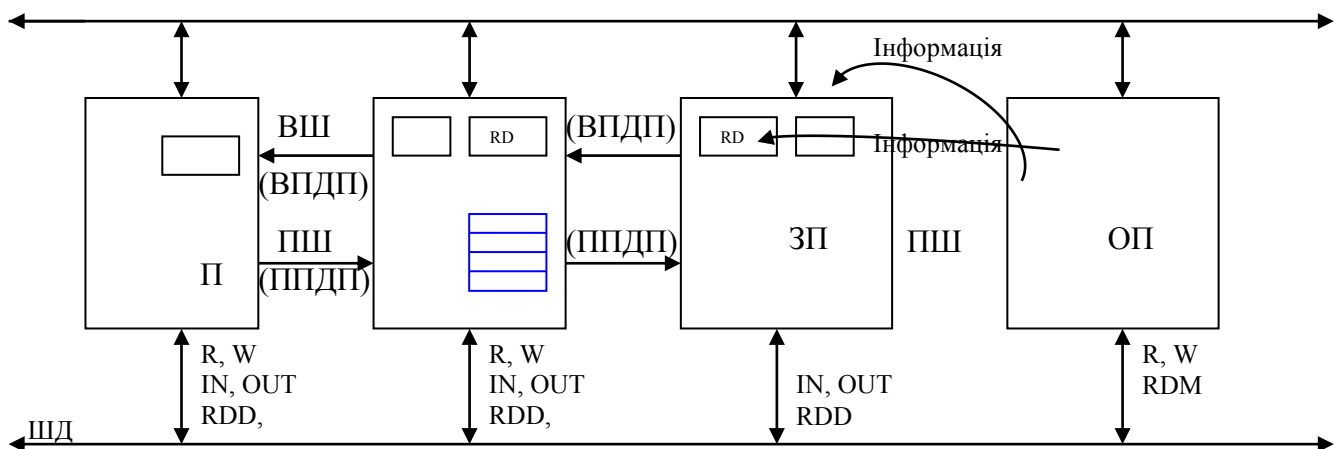 Інформація
ВШ
(ВПДП)
ПШ
(ППДП)
П
RD
(ВПДП)
(ППДП)
RD
Інформація
ЗП
ПШ
ОП
R, W
IN, OUT
RDD,
R, W
IN, OUT
RDD,
IN, OUT
RDD
R, W
RDM
ШД